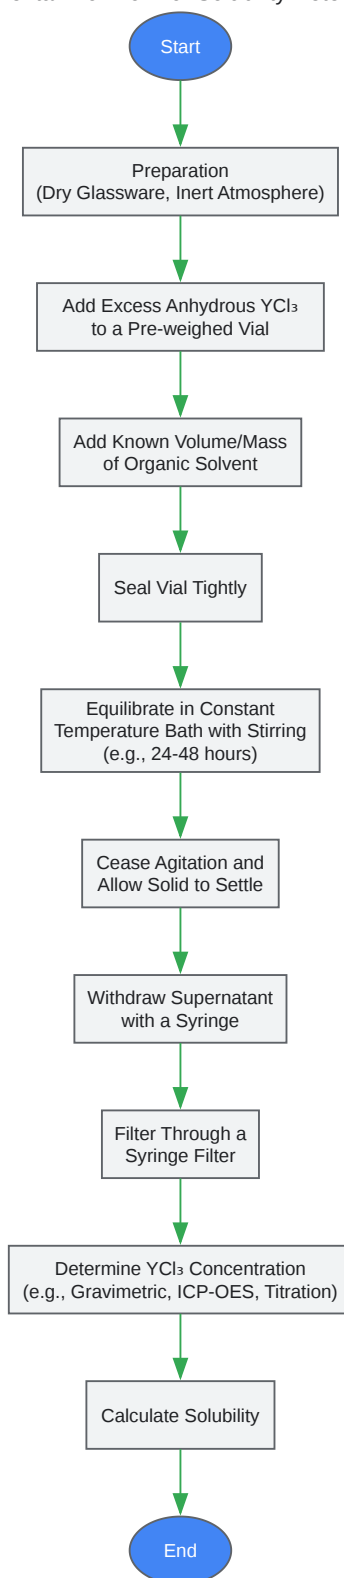 Start
Preparation
(Dry Glassware, Inert Atmosphere)
Add Excess Anhydrous YCl₃
to a Pre-weighed Vial
Add Known Volume/Mass
of Organic Solvent
Seal Vial Tightly
Equilibrate in Constant
Temperature Bath with Stirring
(e.g., 24-48 hours)
Cease Agitation and
Allow Solid to Settle
Withdraw Supernatant
with a Syringe
Filter Through a
Syringe Filter
Determine YCl₃ Concentration
(e.g., Gravimetric, ICP-OES, Titration)
Calculate Solubility
End